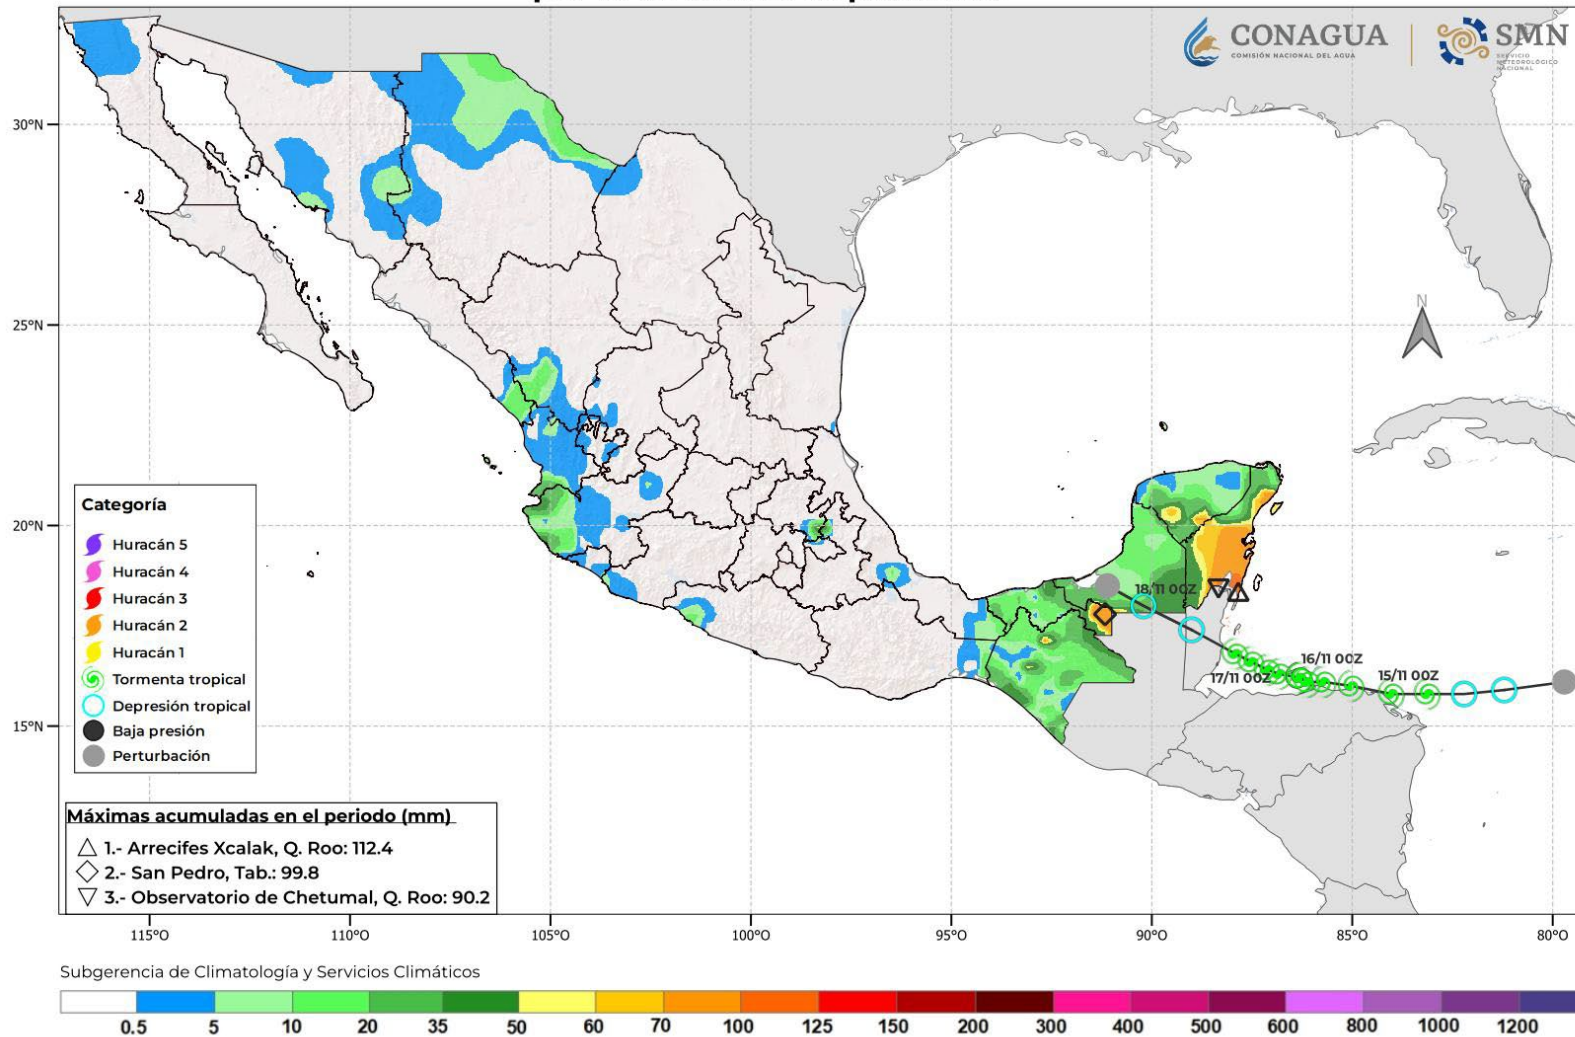 CONAGUA
COMISIÓN NACIONAL DEL AGUA
SMN
SERVICIO
METEOROLÓGICO
NACIONAL
N
30°N
25°N
20°N
15°N
Categoría
Huracán 5
Huracán 4
Huracán 3
Huracán 2
Huracán 1
Tormenta tropical
Depresión tropical
Baja presión
Perturbación
18/11 00Z
17/11 00Z
16/11 00Z
15/11 00Z
Máximas acumuladas en el periodo (mm)
1.- Arrecifes Xcalak, Q. Roo: 112.4
2.- San Pedro, Tab.: 99.8
3.- Observatorio de Chetumal, Q. Roo: 90.2
115°O 110°O 105°O 100°O 95°O 90°O 85°O 80°O
Subgerencia de Climatología y Servicios Climáticos
0.5 5 10 20 35 50 60 70 100 125 150 200 300 400 500 600 800 1000 1200